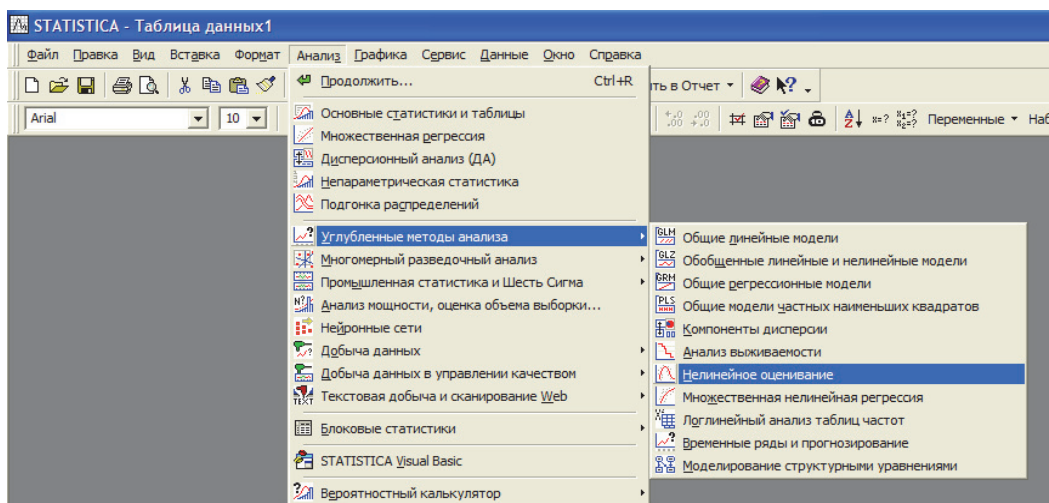 STATISTICA - Таблица данных1
Файл Правка Вид Вставка Формат Анализ Графика Сервис Данные Окно Справка
Продолжить... Ctrl+R
ть в Отчет
Arial 10 Переменные Наб
Основные статистики и таблицы
Множественная регрессия
Дисперсионный анализ (ДА)
Непараметрическая статистика
Подгонка распределений
Углубленные методы анализа
Многомерный разведочный анализ
Промышленная статистика и Шесть Сигма
Анализ мощности, оценка объема выборки...
Нейронные сети
Добыча данных
Добыча данных в управлении качеством
Текстовая добыча и сканирование Web
Блоковые статистики
STATISTICA Visual Basic
Вероятностный калькулятор
GLM Общие линейные модели
GLZ Обобщенные линейные и нелинейные модели
GRM Общие регрессионные модели
PLS Общие модели частных наименьших квадратов
Компоненты дисперсии
Анализ выживаемости
Нелинейное оценивание
Множественная нелинейная регрессия
Логлинейный анализ таблиц частот
Временные ряды и прогнозирование
Моделирование структурными уравнениями